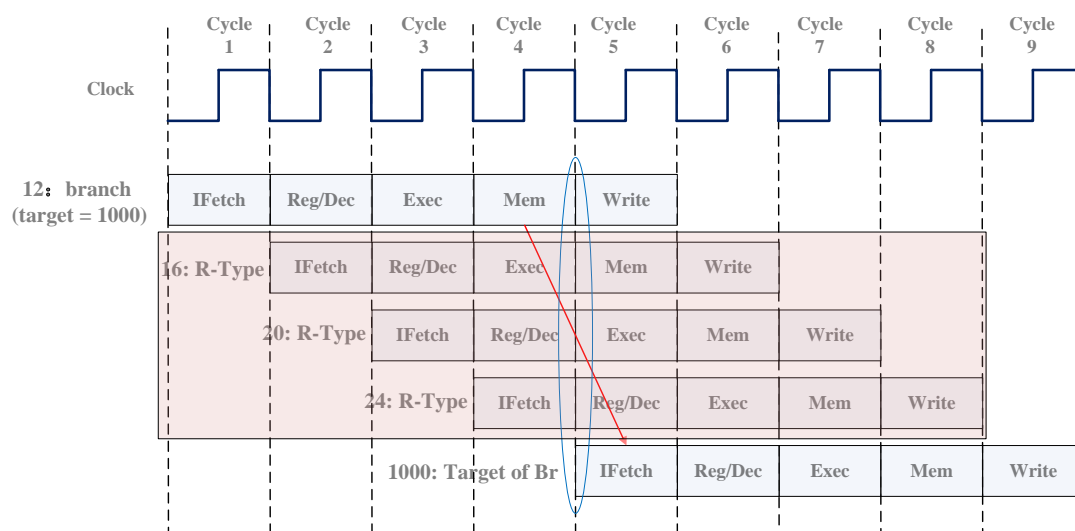 Cycle 1 Cycle 2 Cycle 3 Cycle 4 Cycle 5 Cycle 6 Cycle 7 Cycle 8 Cycle 9
Clock
12：branch
(target = 1000)
IFetch Reg/Dec Exec Mem Write
16: R-Type IFetch Reg/Dec Exec Mem Write
20: R-Type IFetch Reg/Dec Exec Mem Write
24: R-Type IFetch Reg/Dec Exec Mem Write
1000: Target of Br IFetch Reg/Dec Exec Mem Write